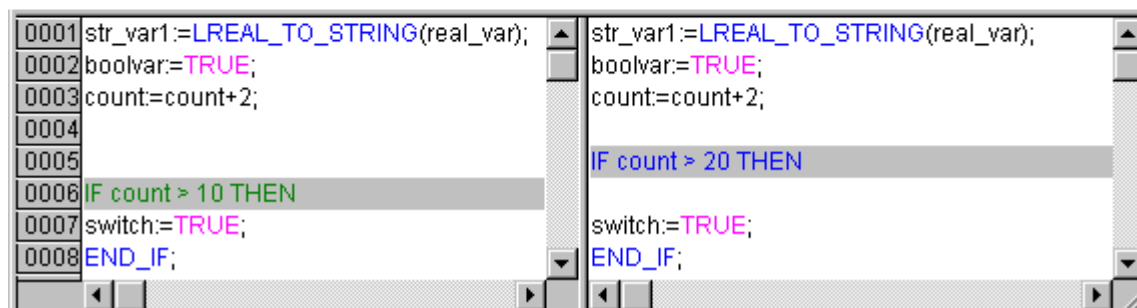 0001 str_var1:=LREAL_TO_STRING(real_var);
0002 boolvar:=TRUE;
0003 count:=count+2;
0004
0005
0006 IF count > 10 THEN
0007 switch:=TRUE;
0008 END_IF;
str_var1:=LREAL_TO_STRING(real_var);
boolvar:=TRUE;
count:=count+2;
IF count > 20 THEN
switch:=TRUE;
END_IF;